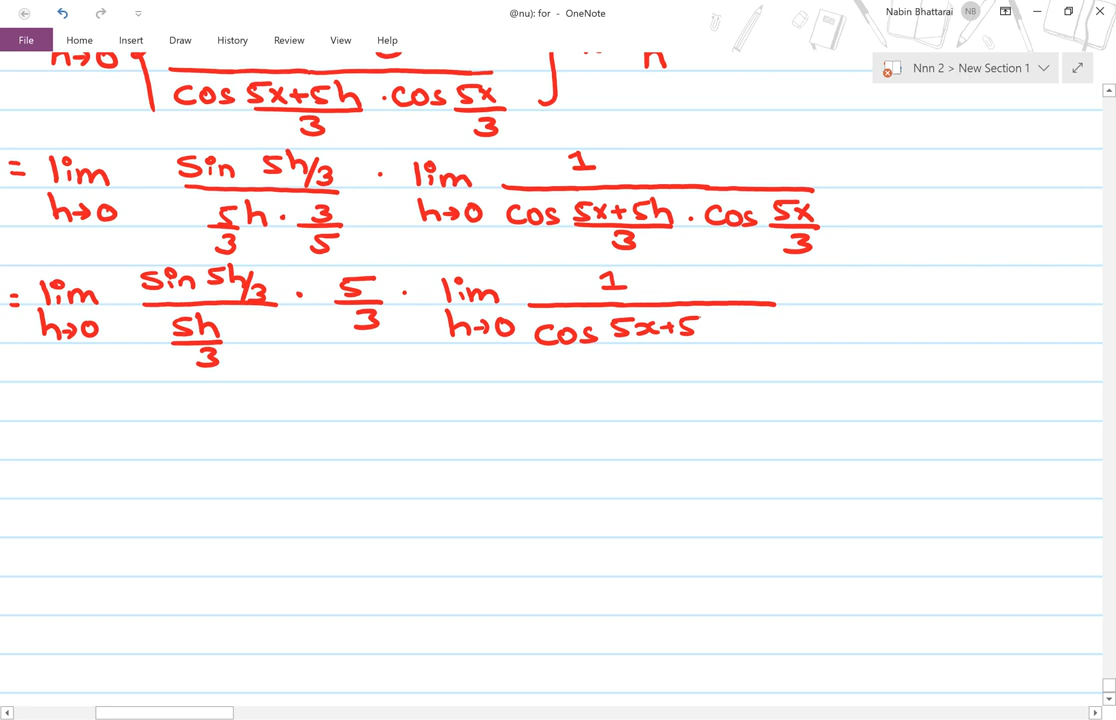 @nu): for - OneNote
Nabin Bhattarai NB
File Home Insert Draw History Review View Help
Nnn 2 > New Section 1
h→0
cos (5x+5h)/3 · cos 5x/3
= lim h→0 (sin 5h/3)/(5/3 h · 3/5) · lim h→0 1/(cos (5x+5h)/3 · cos 5x/3)
= lim h→0 (sin 5h/3)/(5h/3) · 5/3 · lim h→0 1/(cos 5x+5